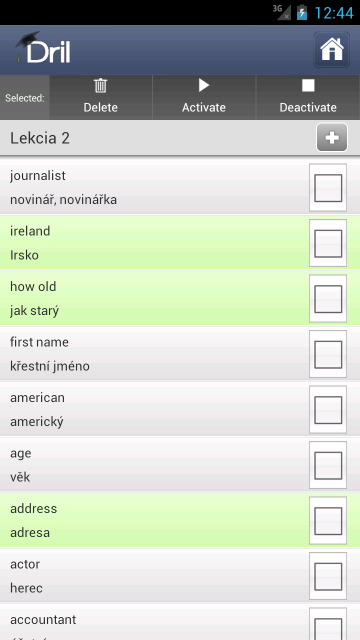 3G
12:44
Dril
Selected:
Delete
Activate
Deactivate
Lekcia 2
journalist
novinář, novinářka
ireland
Irsko
how old
jak starý
first name
křestní jméno
american
americký
age
věk
address
adresa
actor
herec
accountant